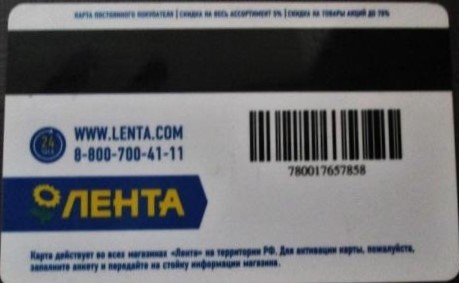 КАРТА ПОСТОЯННОГО ПОКУПАТЕЛЯ | СКИДКА НА ВЕСЬ АССОРТИМЕНТ 5% | СКИДКА НА ТОВАРЫ АКЦИЙ ДО 70%
24
WWW.LENTA.COM
8-800-700-41-11
780017657858
ЛЕНТА
Карта действует во всех магазинах «Лента» на территории РФ. Для активации карты, пожалуйста,
заполните анкету и передайте на стойку информации магазина.